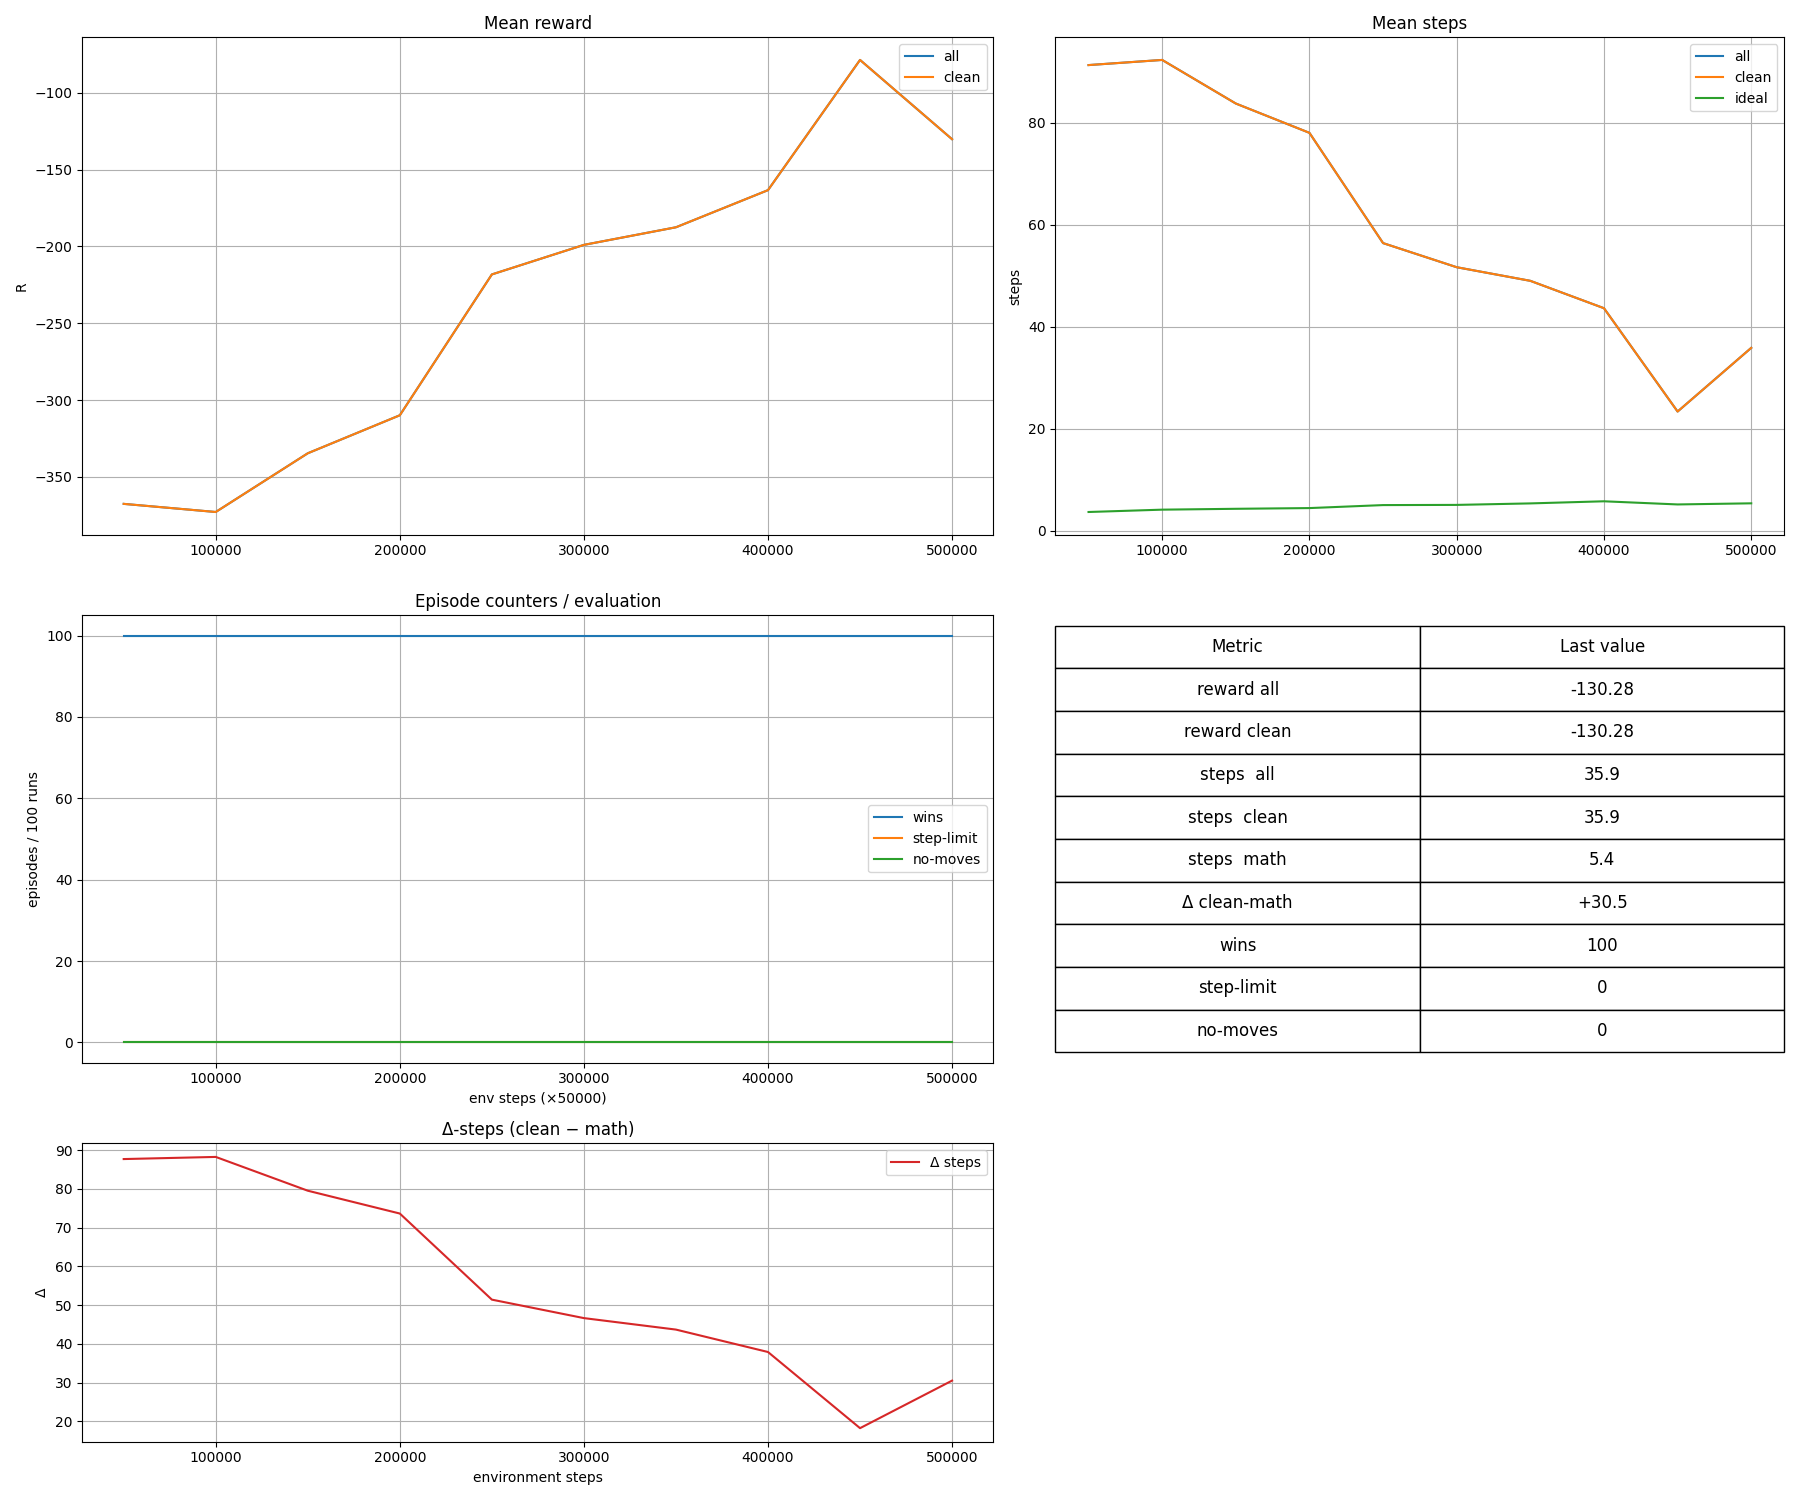 Mean reward
all
clean
−100
−150
−200
−250
−300
−350
R
100000 200000 300000 400000 500000
Mean steps
all
clean
ideal
80
60
40
20
0
steps
100000 200000 300000 400000 500000
Episode counters / evaluation
100
80
60
40
20
0
episodes / 100 runs
wins
step-limit
no-moves
100000 200000 300000 400000 500000
env steps (×50000)
Metric Last value
reward all -130.28
reward clean -130.28
steps all 35.9
steps clean 35.9
steps math 5.4
Δ clean-math +30.5
wins 100
step-limit 0
no-moves 0
Δ-steps (clean − math)
Δ steps
90
80
70
60
50
40
30
20
Δ
100000 200000 300000 400000 500000
environment steps